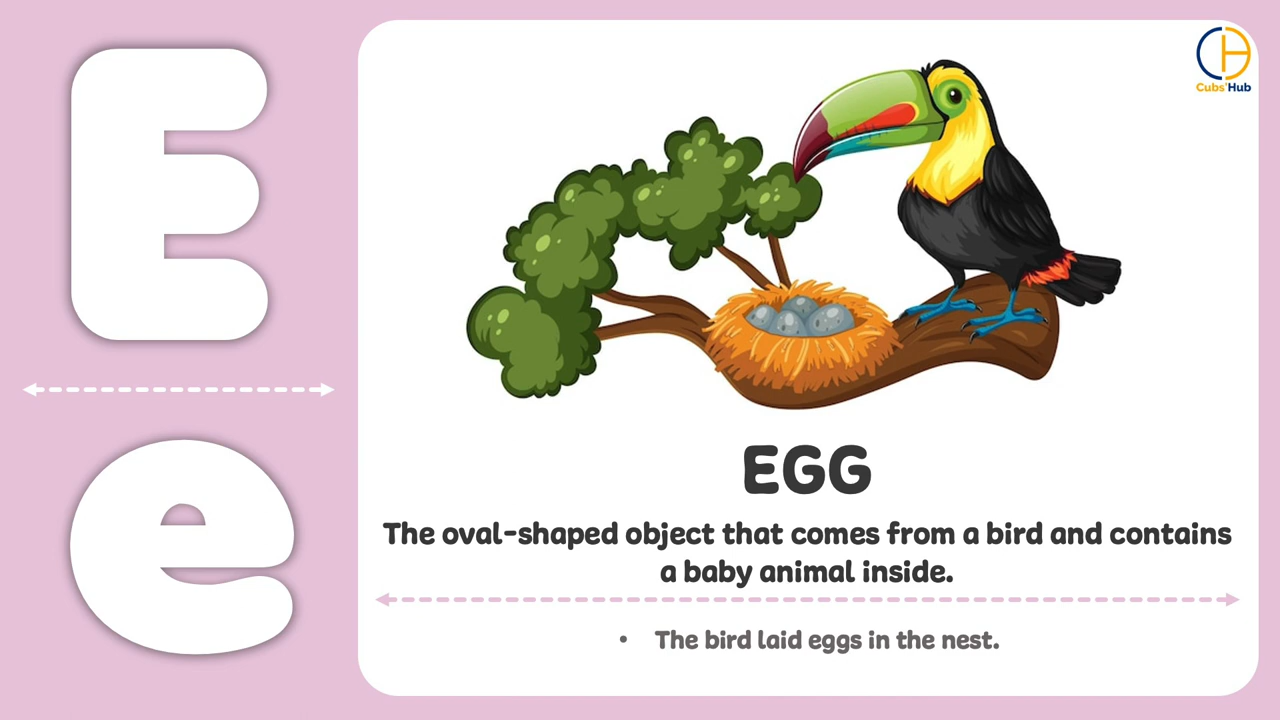 E
e
Cubs'Hub
EGG
The oval-shaped object that comes from a bird and contains
a baby animal inside.
• The bird laid eggs in the nest.